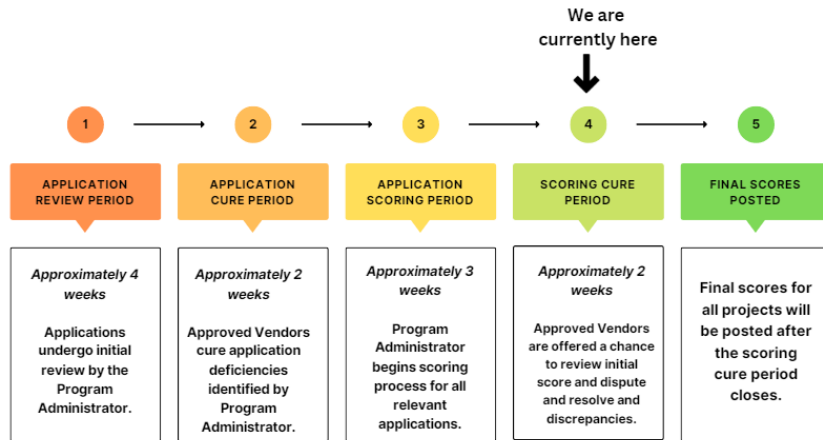 We are
currently here
1
2
3
4
5
APPLICATION
REVIEW PERIOD
APPLICATION
CURE PERIOD
APPLICATION
SCORING PERIOD
SCORING CURE
PERIOD
FINAL SCORES
POSTED
Approximately 4
weeks
Applications
undergo initial
review by the
Program
Administrator.
Approximately 2
weeks
Approved Vendors
cure application
deficiencies
identified by
Program
Administrator.
Approximately 3
weeks
Program
Administrator
begins scoring
process for all
relevant
applications.
Approximately 2
weeks
Approved Vendors
are offered a chance
to review initial
score and dispute
and resolve and
discrepancies.
Final scores for
all projects will
be posted after
the scoring
cure period
closes.